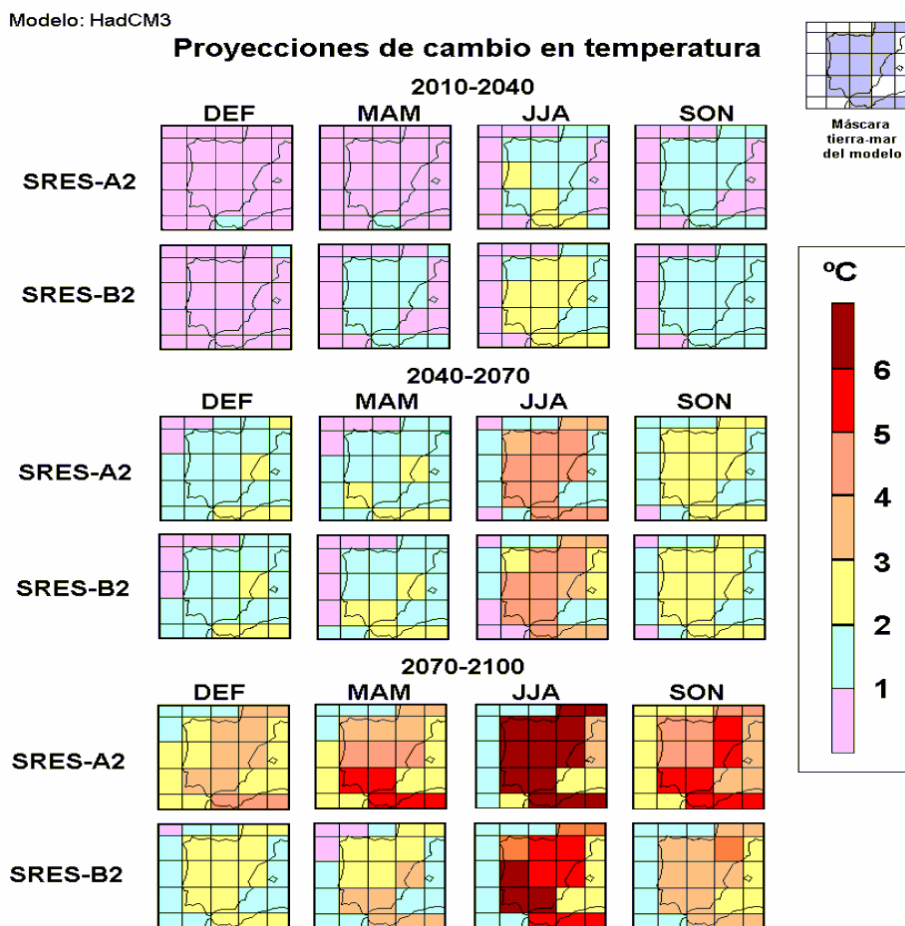 Modelo: HadCM3
Proyecciones de cambio en temperatura
Máscara
tierra-mar
del modelo
2010-2040
DEF MAM JJA SON
SRES-A2
SRES-B2
2040-2070
DEF MAM JJA SON
SRES-A2
SRES-B2
2070-2100
DEF MAM JJA SON
SRES-A2
SRES-B2
ºC
6
5
4
3
2
1